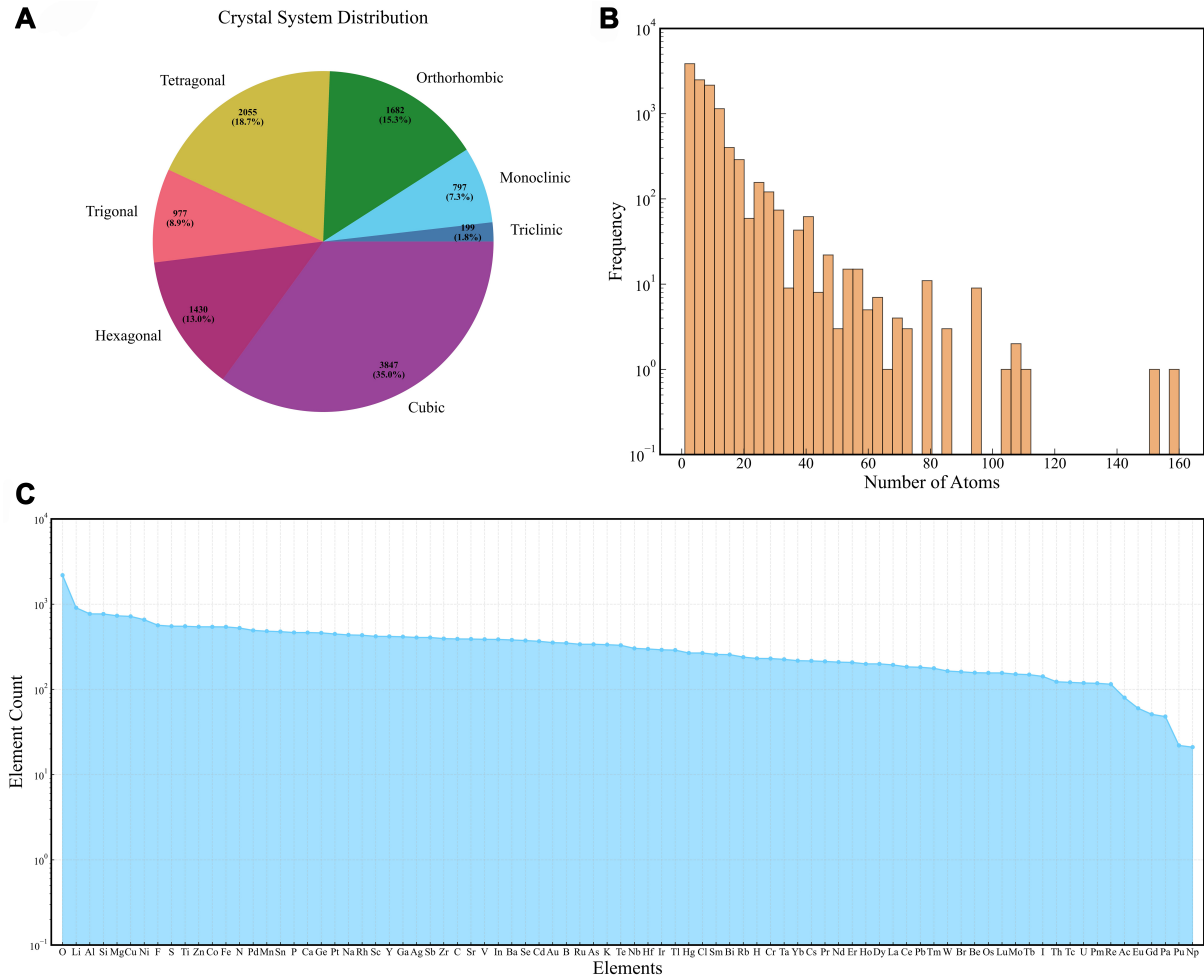 A
Crystal System Distribution
Tetragonal
Orthorhombic
2055
(18.7%)
1682
(15.3%)
Monoclinic
797
(7.3%)
Trigonal
977
(8.9%)
Triclinic
199
(1.8%)
1430
(13.0%)
Hexagonal
3847
(35.0%)
Cubic
B
10^4
10^3
10^2
10^1
10^0
10^-1
Frequency
0 20 40 60 80 100 120 140 160
Number of Atoms
C
10^4
10^3
10^2
10^1
10^0
10^-1
Element Count
O Li Al Si Mg Cu Ni F S Ti Zn Co Fe N Pd Mn Sn P Ca Ge Pt Na Rh Sc Y Ga Ag Sb Zr C Sr V In Ba Se Cd Au B Ru As K Te Nb Hf Ir Tl Hg Cl Sm Bi Rb H Cr Ta Yb Cs Pr Nd Er Ho Dy La Ce Pb Tm W Br Be Os Lu Mo Tb I Th Tc U Pm Re Ac Eu Gd Pa Pu Np
Elements